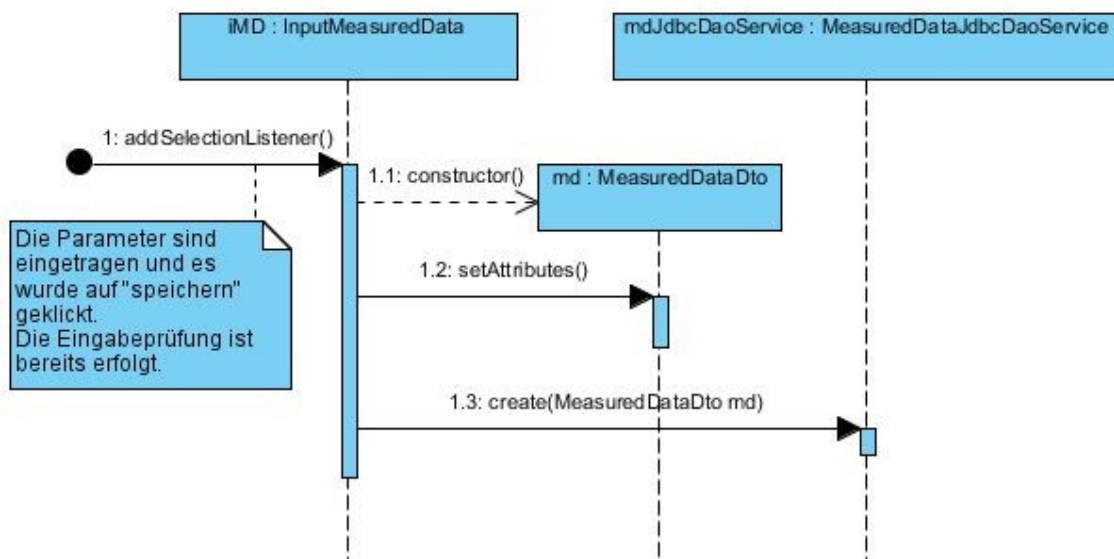 iMD : InputMeasuredData
mdJdbcDaoService : MeasuredDataJdbcDaoService
1: addSelectionListener()
1.1: constructor()
md : MeasuredDataDto
Die Parameter sind
eingetragen und es
wurde auf "speichern"
geklickt.
Die Eingabeprüfung ist
bereits erfolgt.
1.2: setAttributes()
1.3: create(MeasuredDataDto md)